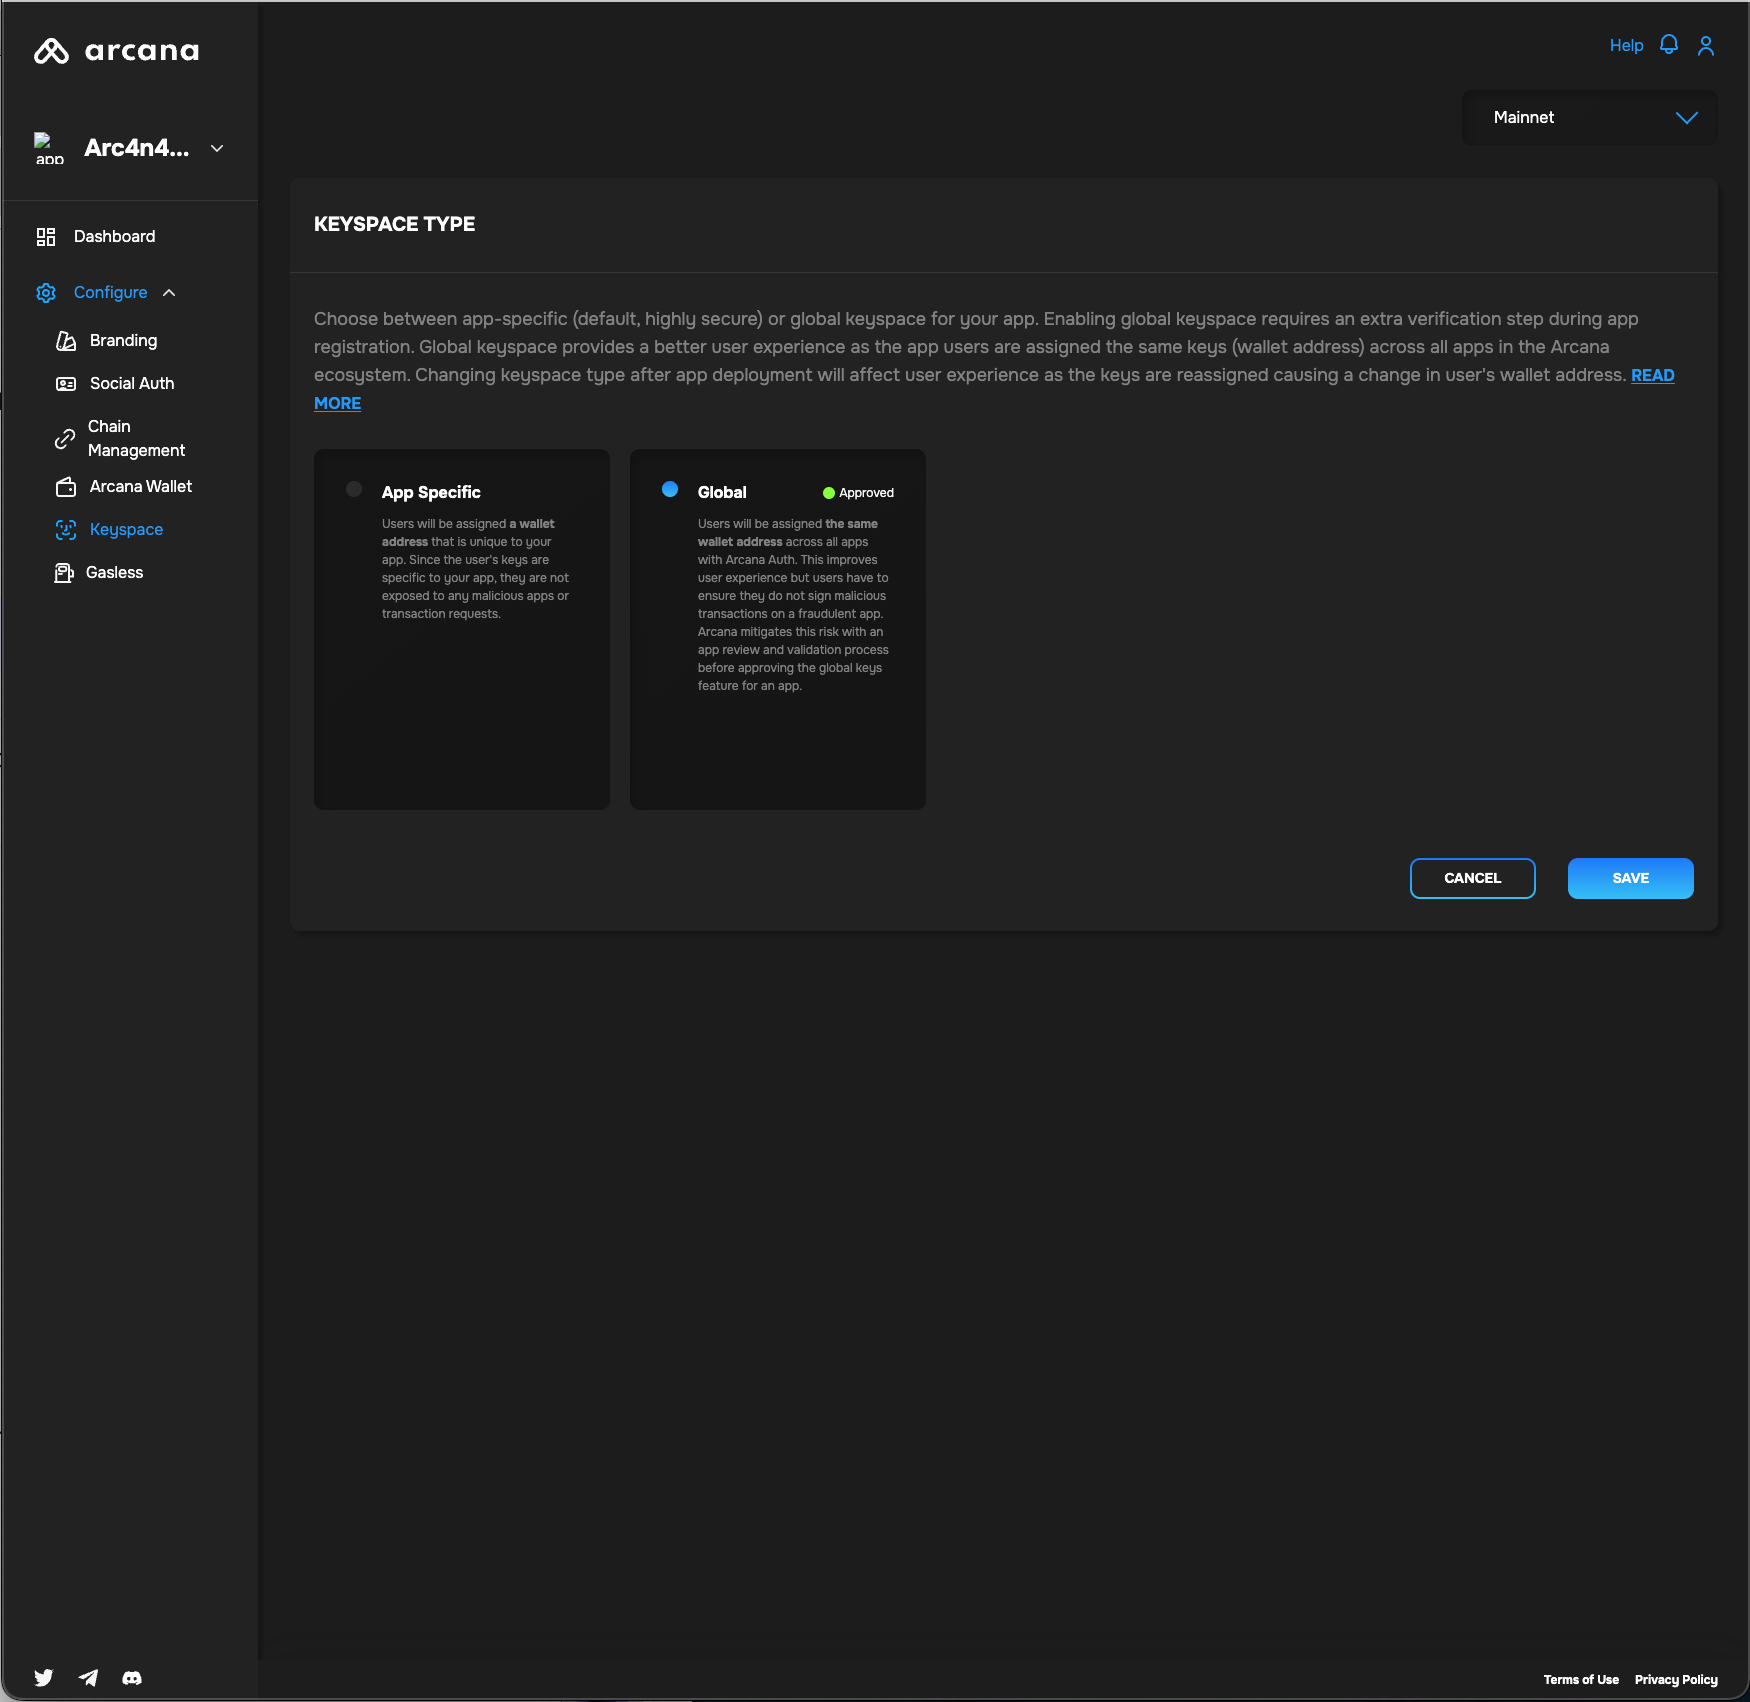 arcana
Help
Mainnet
app
Arc4n4...
Dashboard
Configure
Branding
Social Auth
Chain
Management
Arcana Wallet
Keyspace
Gasless
KEYSPACE TYPE
Choose between app-specific (default, highly secure) or global keyspace for your app. Enabling global keyspace requires an extra verification step during app
registration. Global keyspace provides a better user experience as the app users are assigned the same keys (wallet address) across all apps in the Arcana
ecosystem. Changing keyspace type after app deployment will affect user experience as the keys are reassigned causing a change in user's wallet address. READ
MORE
App Specific
Users will be assigned a wallet
address that is unique to your
app. Since the user's keys are
specific to your app, they are not
exposed to any malicious apps or
transaction requests.
Global
Approved
Users will be assigned the same
wallet address across all apps
with Arcana Auth. This improves
user experience but users have to
ensure they do not sign malicious
transactions on a fraudulent app.
Arcana mitigates this risk with an
app review and validation process
before approving the global keys
feature for an app.
CANCEL
SAVE
Terms of Use
Privacy Policy